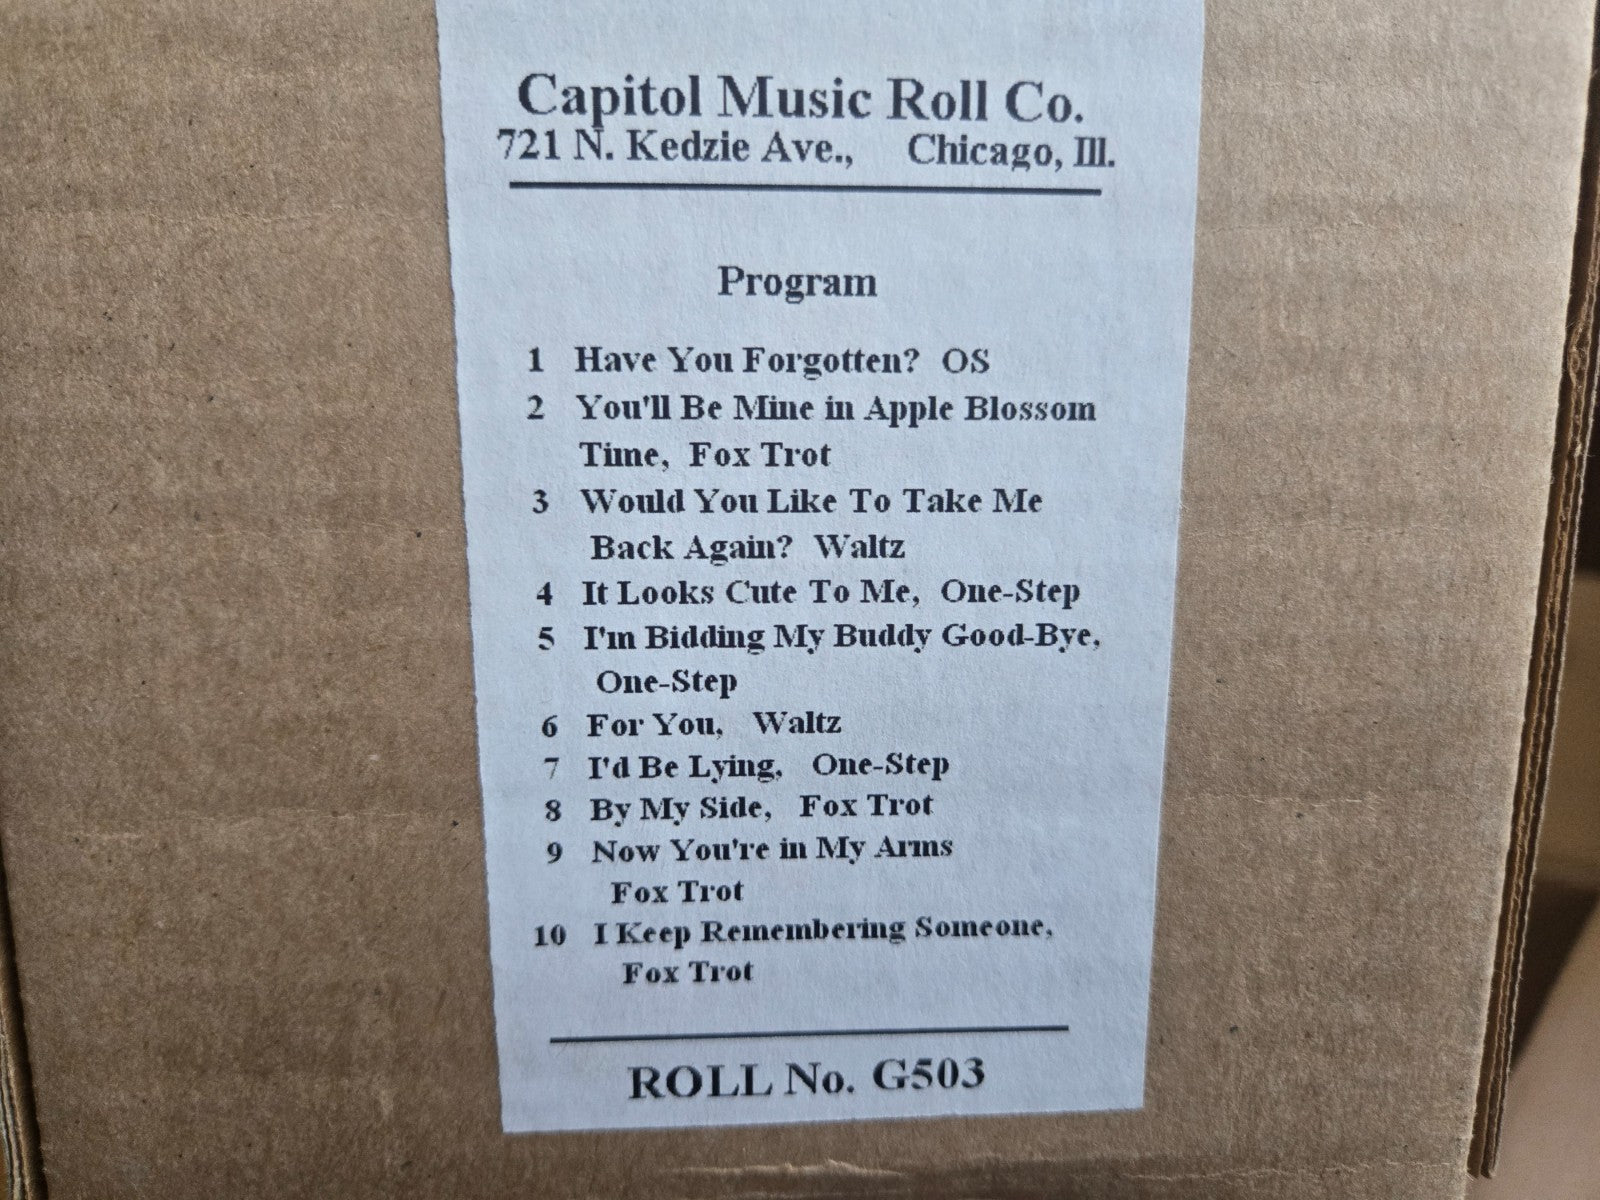 Capitol Music Roll Co.
721 N. Kedzie Ave., Chicago, Ill.
Program
1 Have You Forgotten? OS
2 You'll Be Mine in Apple Blossom
Time, Fox Trot
3 Would You Like To Take Me
Back Again? Waltz
4 It Looks Cute To Me, One-Step
5 I'm Bidding My Buddy Good-Bye,
One-Step
6 For You, Waltz
7 I'd Be Lying, One-Step
8 By My Side, Fox Trot
9 Now You're in My Arms
Fox Trot
10 I Keep Remembering Someone,
Fox Trot
ROLL No. G503